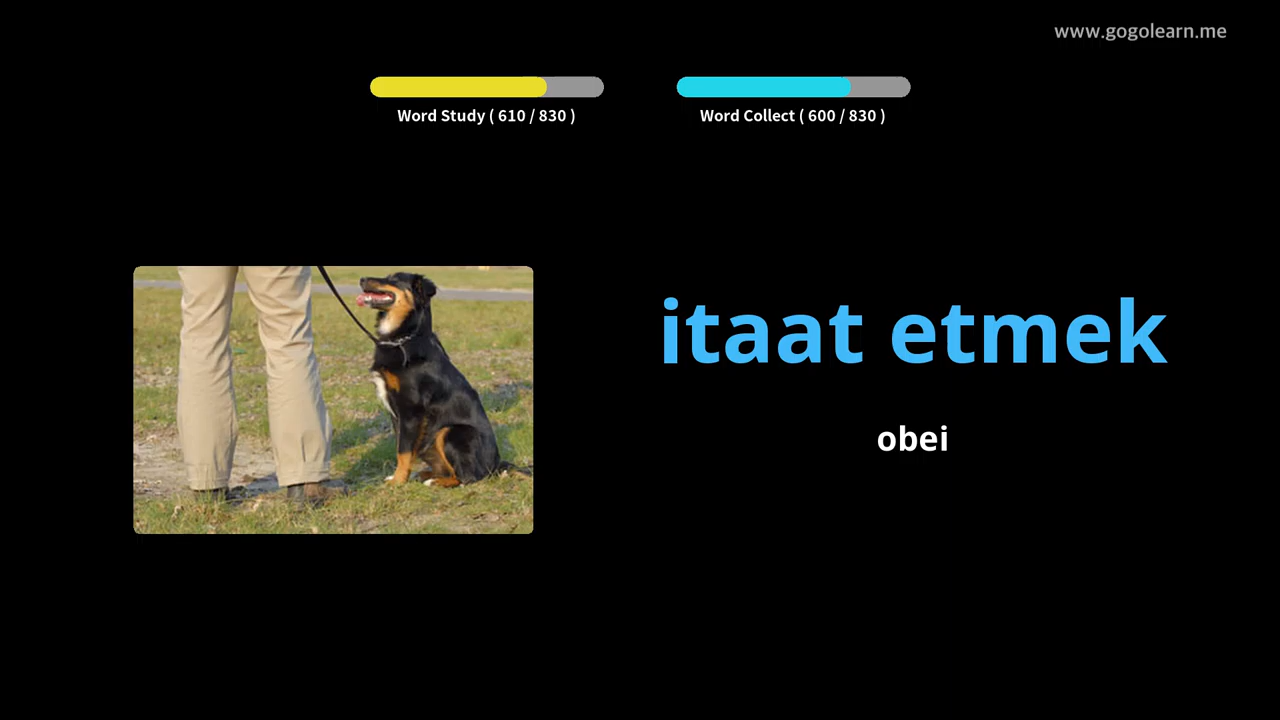 www.gogolearn.me
Word Study ( 610 / 830 )
Word Collect ( 600 / 830 )
itaat etmek
obei